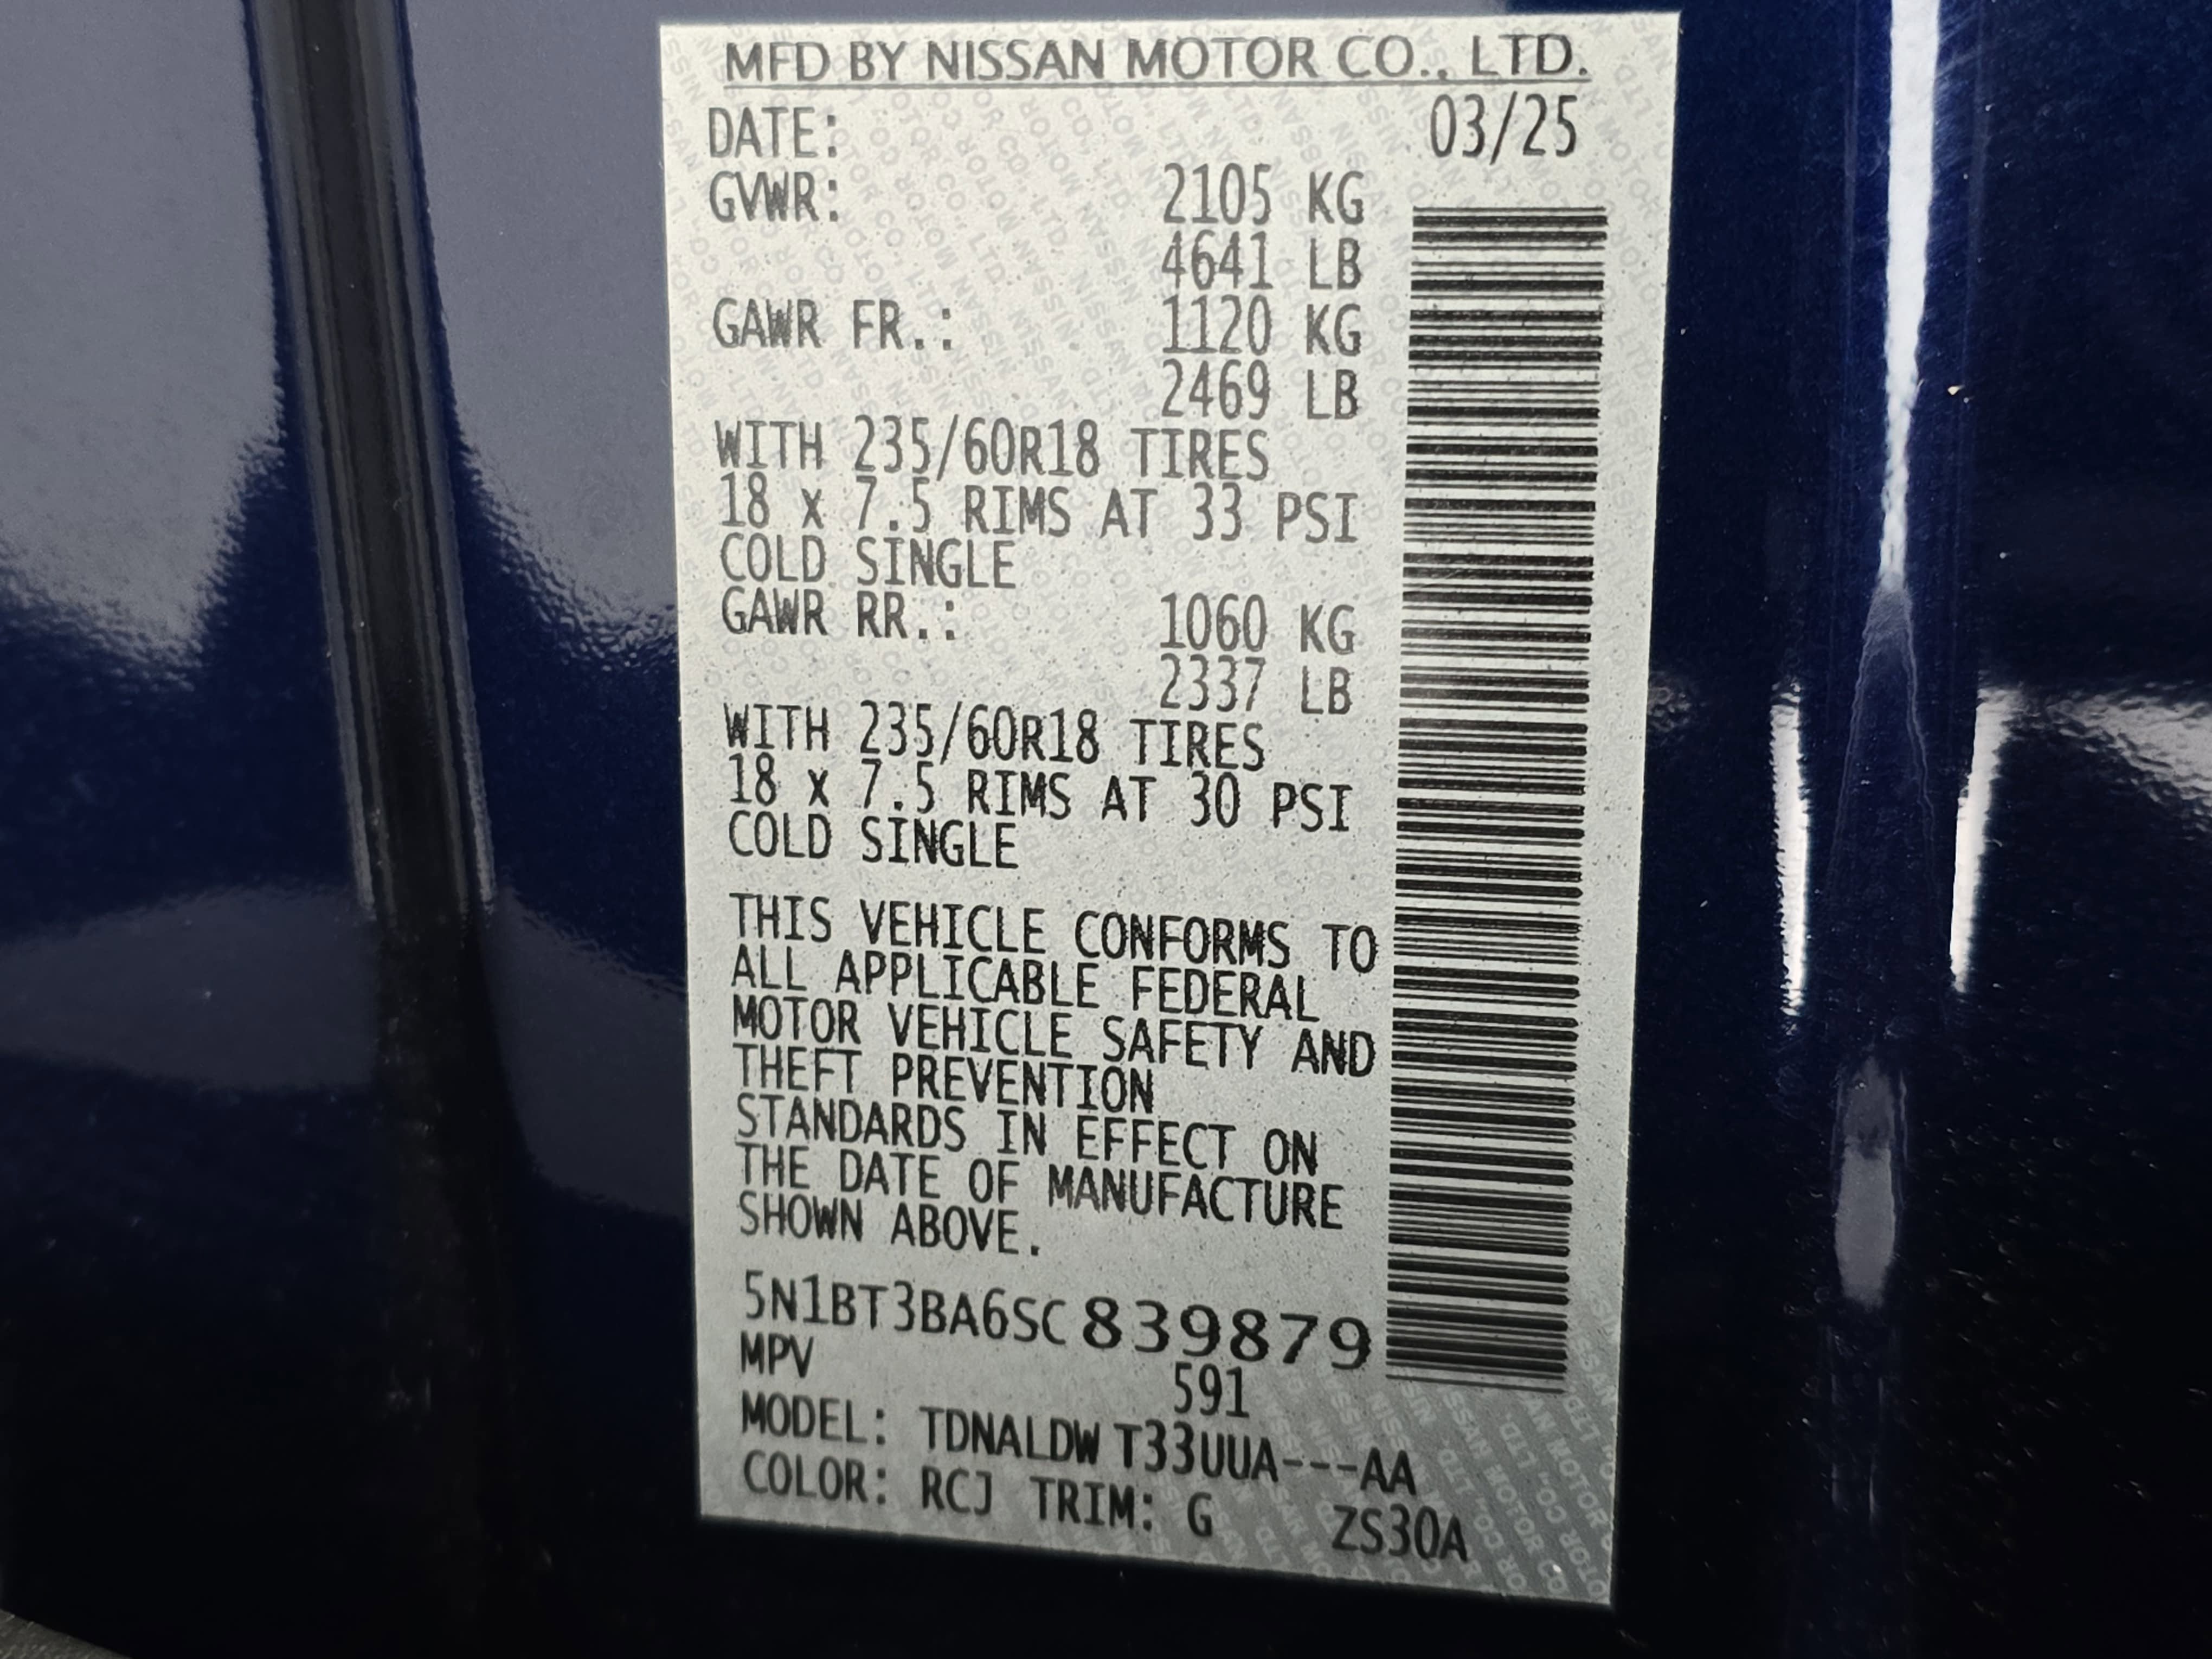 MFD BY NISSAN MOTOR CO., LTD.
DATE: 03/25
GVWR: 2105 KG
4641 LB
GAWR FR.: 1120 KG
2469 LB
WITH 235/60R18 TIRES
18 x 7.5 RIMS AT 33 PSI
COLD SINGLE
GAWR RR.: 1060 KG
2337 LB
WITH 235/60R18 TIRES
18 x 7.5 RIMS AT 30 PSI
COLD SINGLE
THIS VEHICLE CONFORMS TO
ALL APPLICABLE FEDERAL
MOTOR VEHICLE SAFETY AND
THEFT PREVENTION
STANDARDS IN EFFECT ON
THE DATE OF MANUFACTURE
SHOWN ABOVE.
5N1BT3BA6SC839879
MPV 591
MODEL: TDNALDW T33UUA---AA
COLOR: RCJ TRIM: G ZS30A